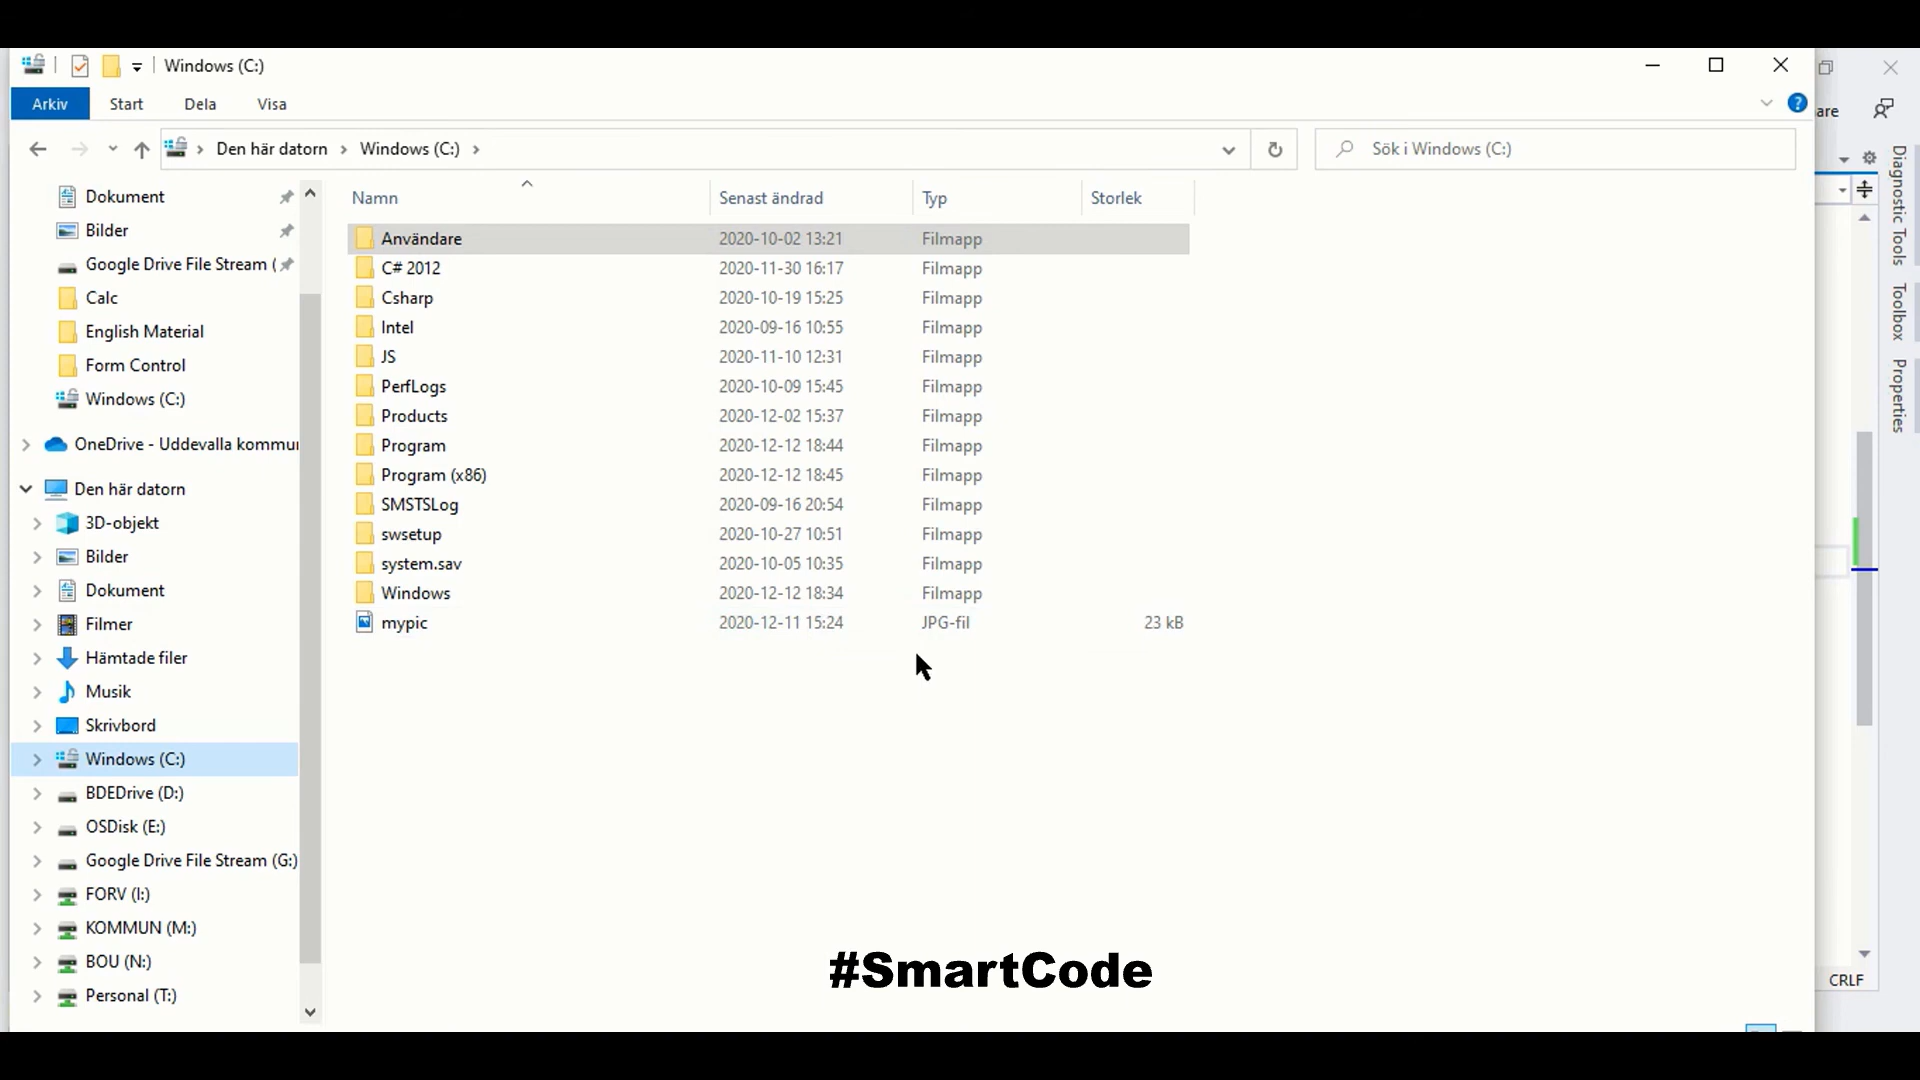 Windows (C:)
Arkiv Start Dela Visa
are
Den här datorn Windows (C:)
Sök i Windows (C:)
Namn Senast ändrad Typ Storlek
Dokument
Bilder
Google Drive File Stream (
Calc
English Material
Form Control
Windows (C:)
OneDrive - Uddevalla kommu
Den här datorn
3D-objekt
Bilder
Dokument
Filmer
Hämtade filer
Musik
Skrivbord
Windows (C:)
BDEDrive (D:)
OSDisk (E:)
Google Drive File Stream (G:)
FORV (I:)
KOMMUN (M:)
BOU (N:)
Personal (T:)
Användare 2020-10-02 13:21 Filmapp
C# 2012 2020-11-30 16:17 Filmapp
Csharp 2020-10-19 15:25 Filmapp
Intel 2020-09-16 10:55 Filmapp
JS 2020-11-10 12:31 Filmapp
PerfLogs 2020-10-09 15:45 Filmapp
Products 2020-12-02 15:37 Filmapp
Program 2020-12-12 18:44 Filmapp
Program (x86) 2020-12-12 18:45 Filmapp
SMSTSLog 2020-09-16 20:54 Filmapp
swsetup 2020-10-27 10:51 Filmapp
system.sav 2020-10-05 10:35 Filmapp
Windows 2020-12-12 18:34 Filmapp
mypic 2020-12-11 15:24 JPG-fil 23 kB
Diagnostic Tools
Toolbox
Properties
CRLF
#SmartCode